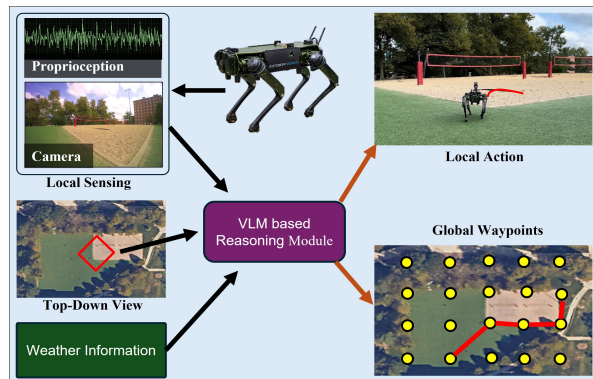 Proprioception
Camera
Local Sensing
Top-Down View
Weather Information
VLM based
Reasoning Module
Local Action
Global Waypoints